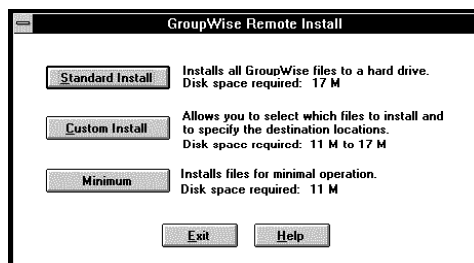 GroupWise Remote Install
Standard Install
Installs all GroupWise files to a hard drive.
Disk space required: 17 M
Custom Install
Allows you to select which files to install and
to specify the destination locations.
Disk space required: 11 M to 17 M
Minimum
Installs files for minimal operation.
Disk space required: 11 M
Exit
Help